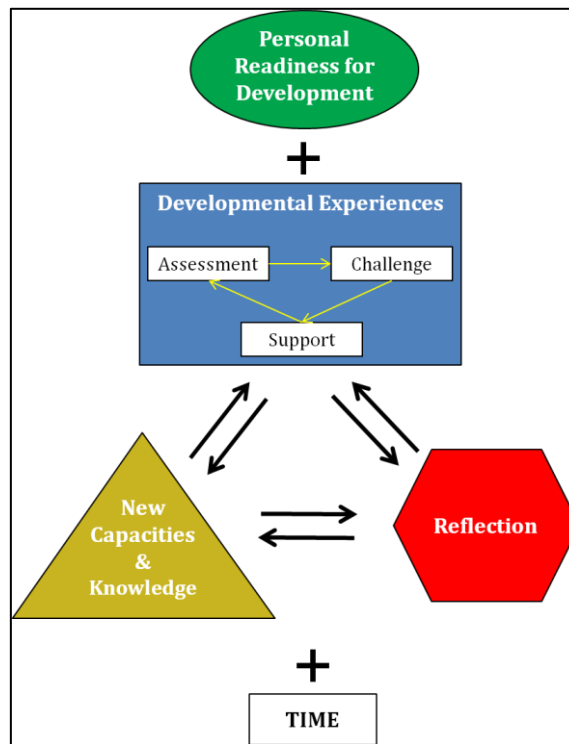 Personal
Readiness for
Development
+
Developmental Experiences
Assessment
Challenge
Support
New
Capacities
&
Knowledge
Reflection
+
TIME